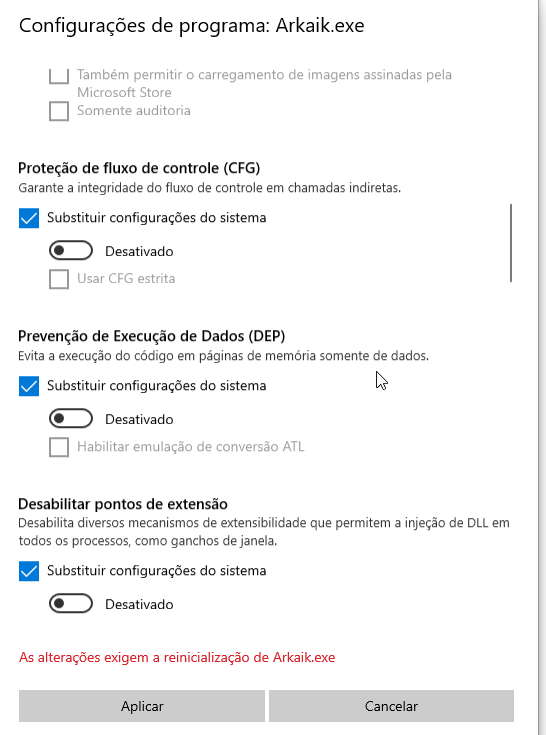 Configurações de programa: Arkaik.exe
Também permitir o carregamento de imagens assinadas pela
Microsoft Store
Somente auditoria
Proteção de fluxo de controle (CFG)
Garante a integridade do fluxo de controle em chamadas indiretas.
Substituir configurações do sistema
Desativado
Usar CFG estrita
Prevenção de Execução de Dados (DEP)
Evita a execução do código em páginas de memória somente de dados.
Substituir configurações do sistema
Desativado
Habilitar emulação de conversão ATL
Desabilitar pontos de extensão
Desabilita diversos mecanismos de extensibilidade que permitem a injeção de DLL em
todos os processos, como ganchos de janela.
Substituir configurações do sistema
Desativado
As alterações exigem a reinicialização de Arkaik.exe
Aplicar
Cancelar